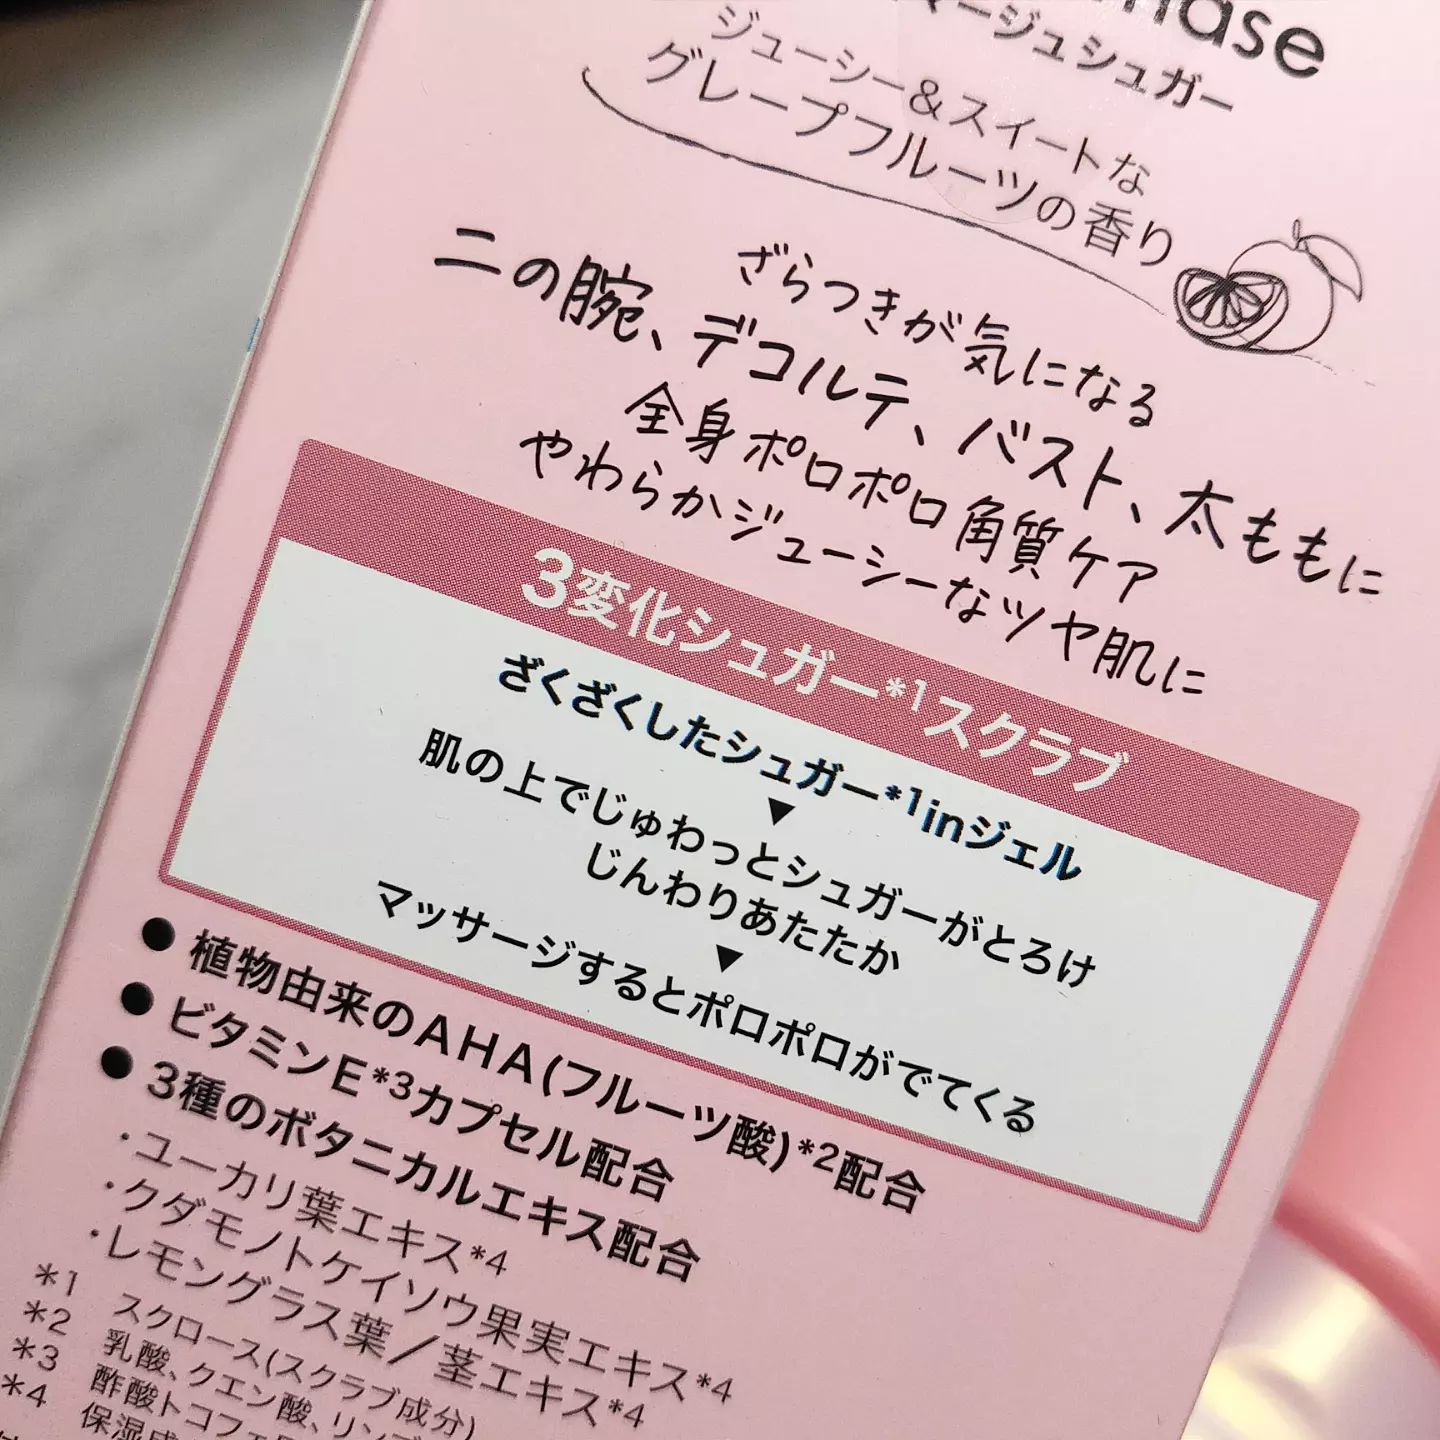 ージュシュガー
ジューシー&スイートな
グレープフルーツの香り
ざらつきが気になる
二の腕、デコルテ、バスト、太ももに
全身ポロポロ角質ケア
やわらかジューシーなツヤ肌に
3変化シュガー*1スクラブ
ざくざくしたシュガー*1inジェル
▼
肌の上でじゅわっとシュガーがとろけ
じんわりあたたか
▼
マッサージするとポロポロがでてくる
●植物由来のAHA(フルーツ酸)*2配合
●ビタミンE*3カプセル配合
●3種のボタニカルエキス配合
・ユーカリ葉エキス*4
・クダモノトケイソウ果実エキス*4
・レモングラス葉/茎エキス*4
*1 スクロース(スクラブ成分)
*2 乳酸、クエン酸、リン
*3 酢酸トコフェ
*4 保湿